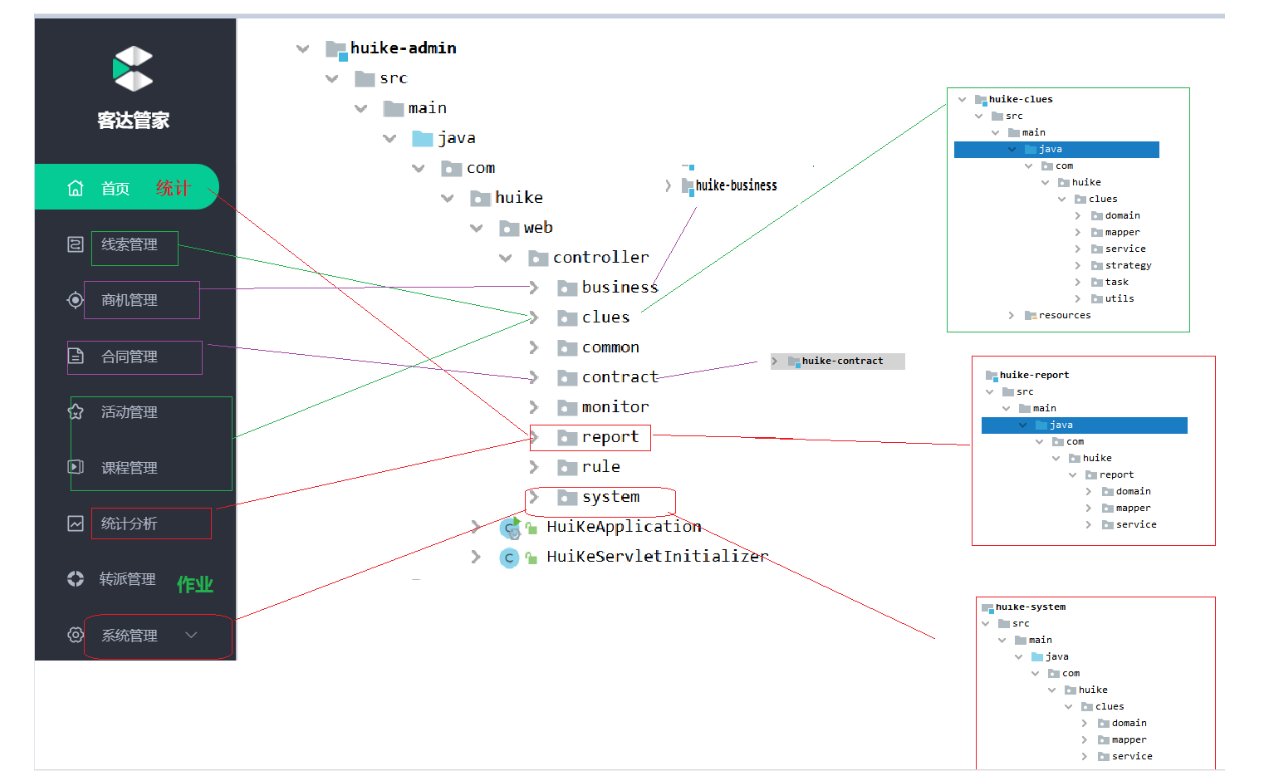 客达管家
首页 统计
线索管理
商机管理
合同管理
活动管理
课程管理
统计分析
转派管理 作业
系统管理
huike-admin
src
main
java
com
huike
web
controller
business
clues
common
contract
monitor
report
rule
system
HuiKeApplication
HuiKeServletInitializer
huike-business
huike-contract
huike-clues
src
main
java
com
huike
clues
domain
mapper
service
strategy
task
utils
resources
huike-report
src
main
java
com
huike
report
domain
mapper
service
huike-system
src
main
java
com
huike
clues
domain
mapper
service